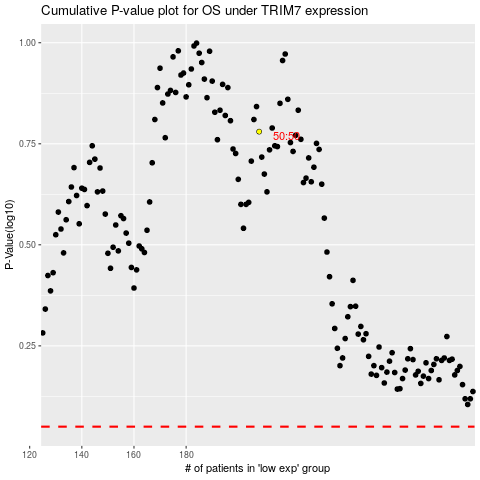 Cumulative P-value plot for OS under TRIM7 expression
P-Value(log10)
1.00
0.75
0.50
0.25
50:50
120 140 160 180
# of patients in 'low exp' group